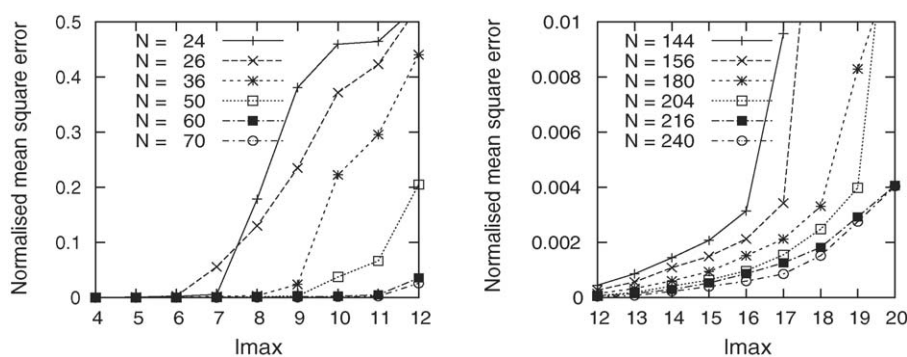 Normalised mean square error
0.5
0.4
0.3
0.2
0.1
0
N = 24
N = 26
N = 36
N = 50
N = 60
N = 70
4 5 6 7 8 9 10 11 12
lmax
Normalised mean square error
0.01
0.008
0.006
0.004
0.002
0
N = 144
N = 156
N = 180
N = 204
N = 216
N = 240
12 13 14 15 16 17 18 19 20
lmax